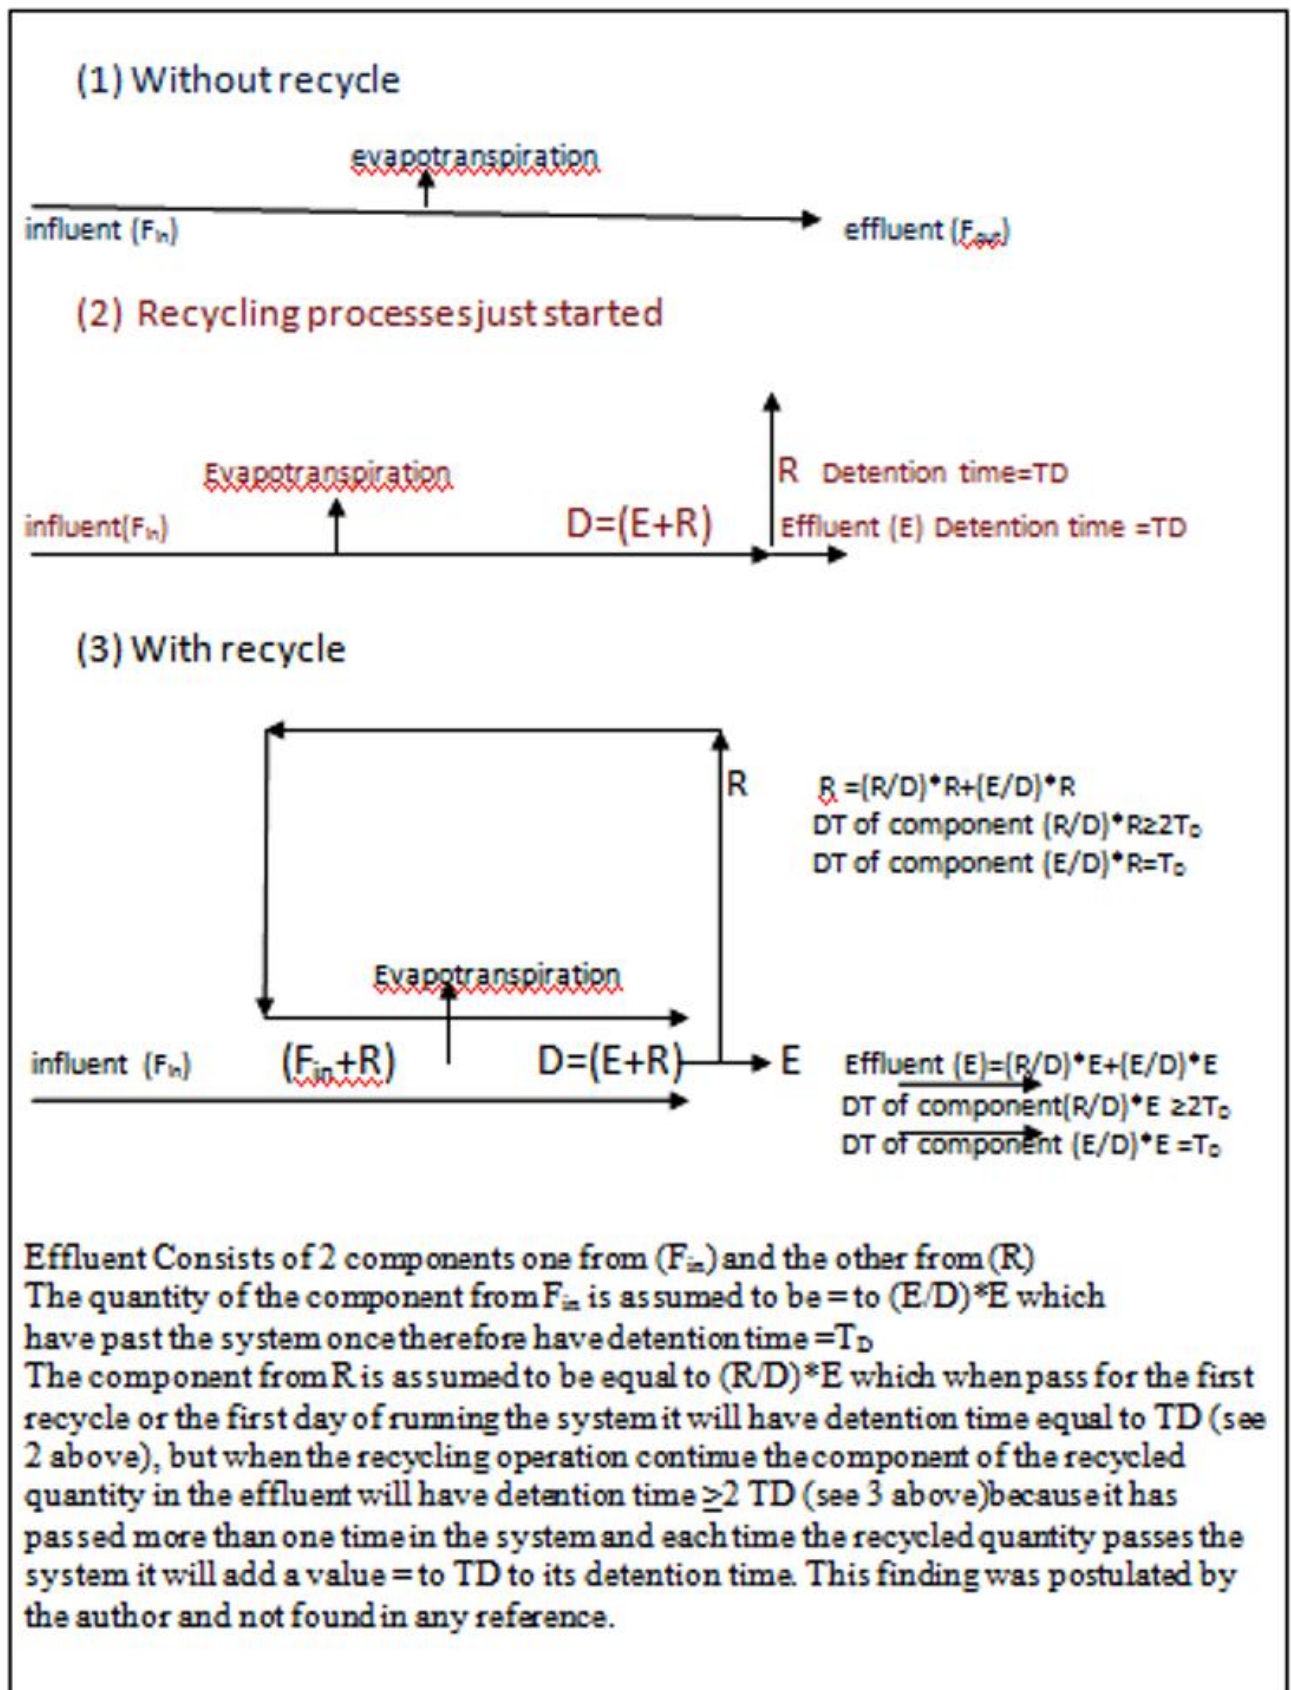 (1) Without recycle
evapotranspiration
influent (Fin)
effluent (Fout)
(2) Recycling processes just started
Evapotranspiration
R Detention time=TD
influent(Fin)
D=(E+R)
Effluent (E) Detention time =TD
(3) With recycle
R
R =(R/D)*R+(E/D)*R
DT of component (R/D)*R≥2TD
DT of component (E/D)*R=TD
Evapotranspiration
influent (Fin)
(Fin+R)
D=(E+R)
E
Effluent (E)=(R/D)*E+(E/D)*E
DT of component(R/D)*E ≥2TD
DT of component (E/D)*E =TD
Effluent Consists of 2 components one from (Fin) and the other from (R)
The quantity of the component from Fin is assumed to be = to (E/D)*E which
have past the system once therefore have detention time =TD
The component from R is assumed to be equal to (R/D)*E which when pass for the first
recycle or the first day of running the system it will have detention time equal to TD (see
2 above), but when the recycling operation continue the component of the recycled
quantity in the effluent will have detention time ≥2 TD (see 3 above)because it has
passed more than one time in the system and each time the recycled quantity passes the
system it will add a value = to TD to its detention time. This finding was postulated by
the author and not found in any reference.